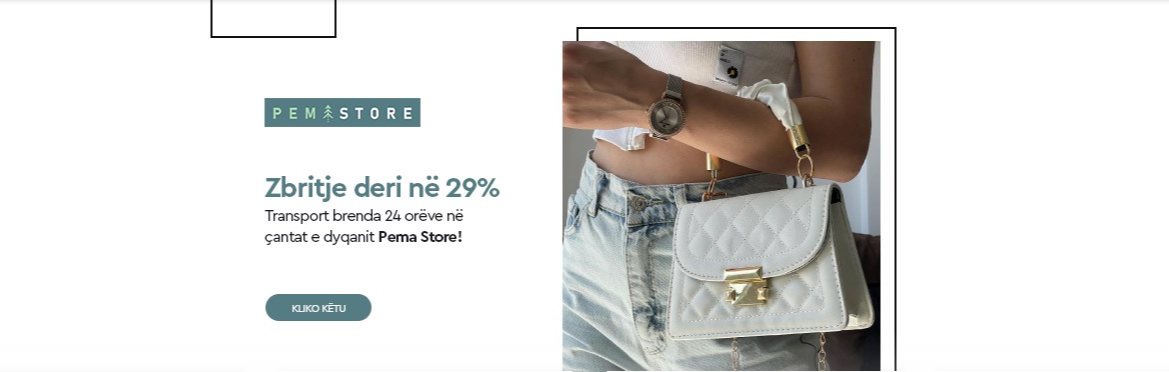 PEMA STORE
Zbritje deri në 29%
Transport brenda 24 orëve në
çantat e dyqanit Pema Store!
KLIKO KËTU